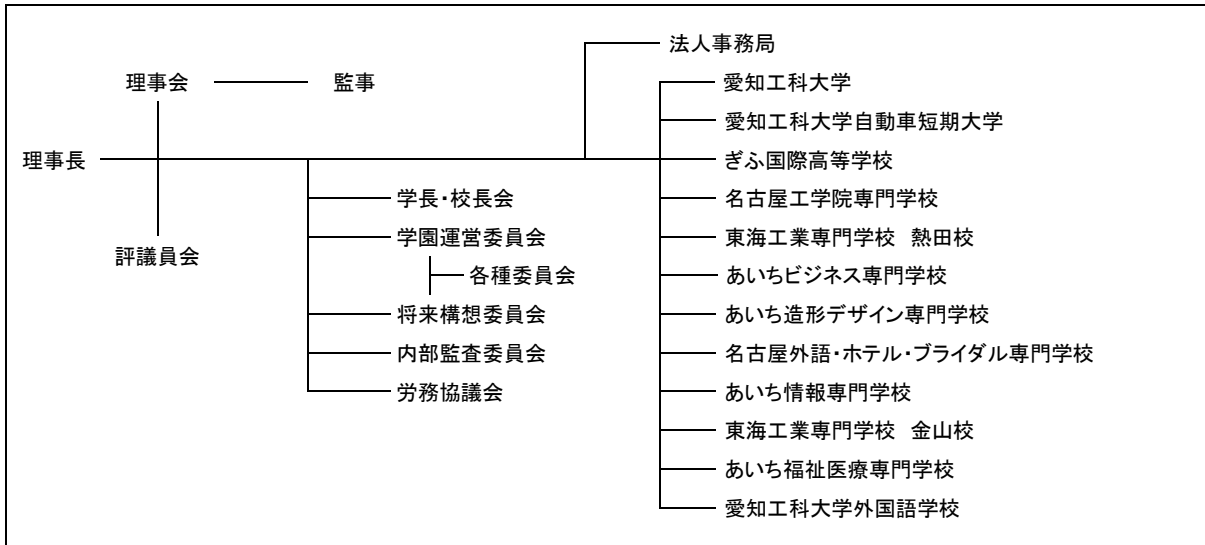 法人事務局
理事会
監事
愛知工科大学
愛知工科大学自動車短期大学
理事長
ぎふ国際高等学校
学長・校長会
名古屋工学院専門学校
評議員会
学園運営委員会
東海工業専門学校　熱田校
各種委員会
あいちビジネス専門学校
将来構想委員会
あいち造形デザイン専門学校
内部監査委員会
名古屋外語・ホテル・ブライダル専門学校
労務協議会
あいち情報専門学校
東海工業専門学校　金山校
あいち福祉医療専門学校
愛知工科大学外国語学校